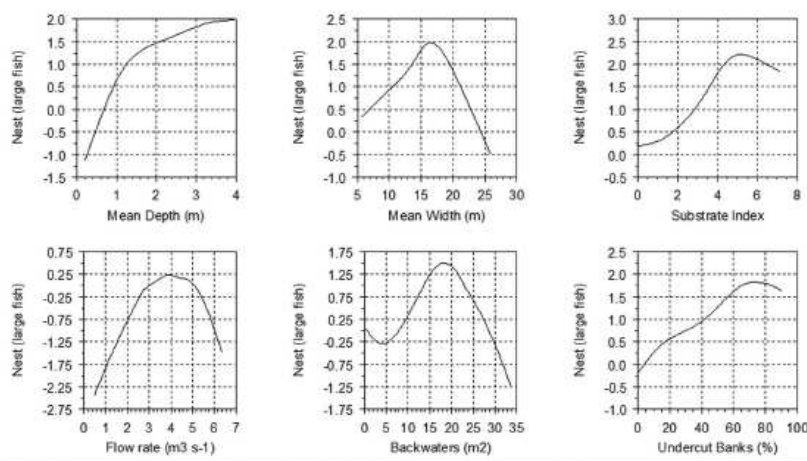 Nest (large fish)
2.0
1.5
1.0
0.5
0.0
-0.5
-1.0
-1.5
0 1 2 3 4
Mean Depth (m)
Nest (large fish)
2.5
2.0
1.5
1.0
0.5
0.0
-0.5
-1.0
5 10 15 20 25 30
Mean Width (m)
Nest (large fish)
3.0
2.5
2.0
1.5
1.0
0.5
0.0
-0.5
0 2 4 6 8
Substrate Index
Nest (large fish)
0.75
0.25
-0.25
-0.75
-1.25
-1.75
-2.25
-2.75
0 1 2 3 4 5 6 7
Flow rate (m3 s-1)
Nest (large fish)
1.75
1.25
0.75
0.25
-0.25
-0.75
-1.25
-1.75
0 5 10 15 20 25 30 35
Backwaters (m2)
Nest (large fish)
2.5
2.0
1.5
1.0
0.5
0.0
-0.5
-1.0
0 20 40 60 80 100
Undercut Banks (%)